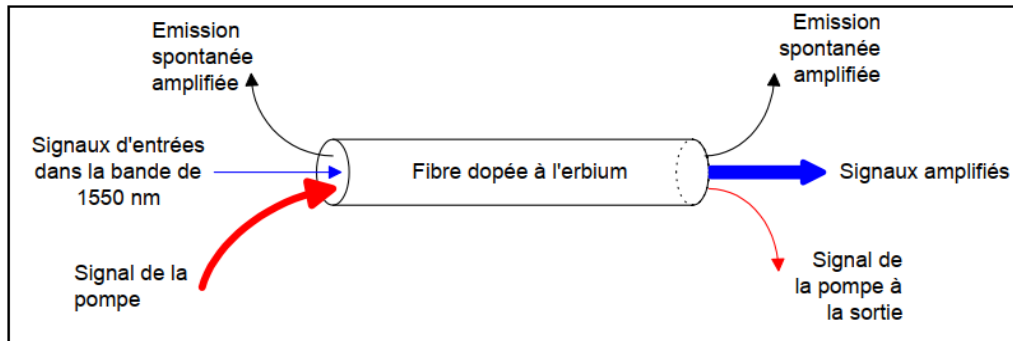 Emission
spontanée
amplifiée
Emission
spontanée
amplifiée
Signaux d'entrées
dans la bande de
1550 nm
Fibre dopée à l'erbium
Signaux amplifiés
Signal de la
pompe
Signal de
la pompe à
la sortie